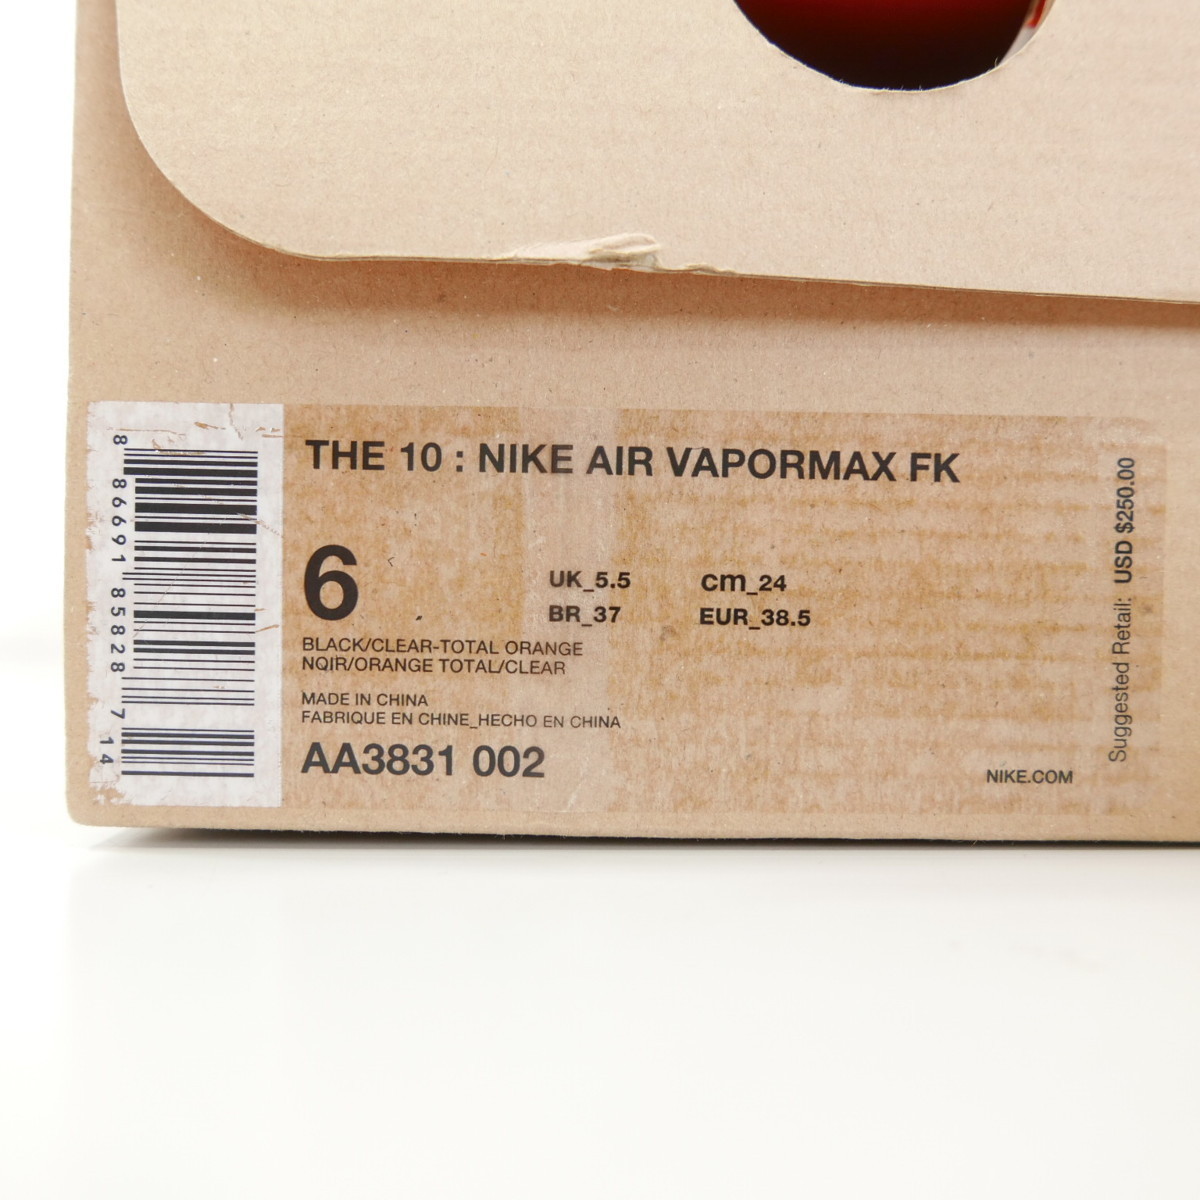 THE 10 : NIKE AIR VAPORMAX FK
6
UK_5.5 cm_24
BR_37 EUR_38.5
BLACK/CLEAR-TOTAL ORANGE
NQIR/ORANGE TOTAL/CLEAR
MADE IN CHINA
FABRIQUE EN CHINE_HECHO EN CHINA
AA3831 002
NIKE.COM
Suggested Retail: USD $250.00
8 86691 85828 7 14